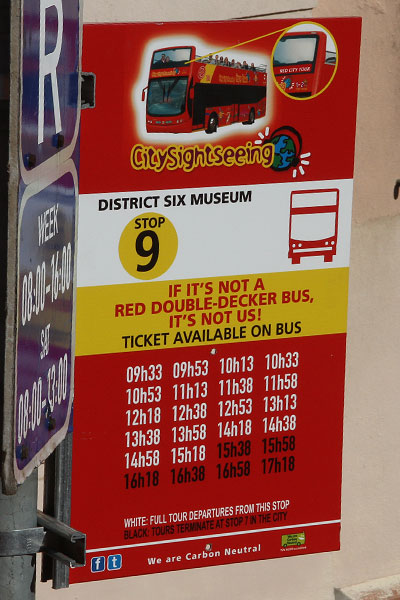 R
WEEK
08:00-16:00
SAT
08:00-13:00
RED CITY TOUR
CitySightseeing
DISTRICT SIX MUSEUM
STOP
9
IF IT'S NOT A
RED DOUBLE-DECKER BUS,
IT'S NOT US!
TICKET AVAILABLE ON BUS
09h33 09h53 10h13 10h33
10h53 11h13 11h38 11h58
12h18 12h38 12h53 13h13
13h38 13h58 14h18 14h38
14h58 15h18 15h38 15h58
16h18 16h38 16h58 17h18
WHITE: FULL TOUR DEPARTURES FROM THIS STOP
BLACK: TOURS TERMINATE AT STOP 7 IN THE CITY
f t We are Carbon Neutral